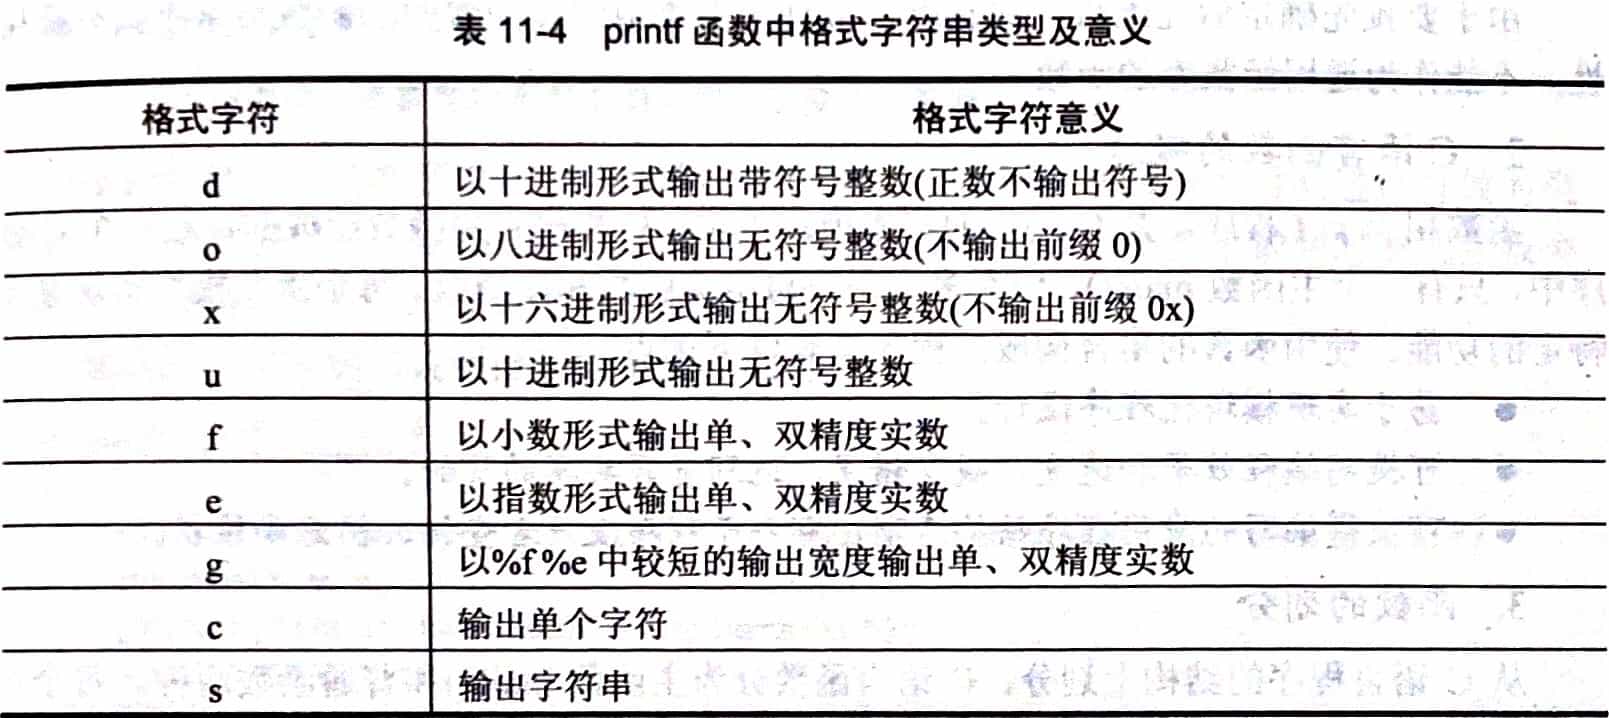 表 11-4 printf 函数中格式字符串类型及意义
格式字符 格式字符意义
d 以十进制形式输出带符号整数(正数不输出符号)
o 以八进制形式输出无符号整数(不输出前缀 0)
x 以十六进制形式输出无符号整数(不输出前缀 0x)
u 以十进制形式输出无符号整数
f 以小数形式输出单、双精度实数
e 以指数形式输出单、双精度实数
g 以%f %e 中较短的输出宽度输出单、双精度实数
c 输出单个字符
s 输出字符串